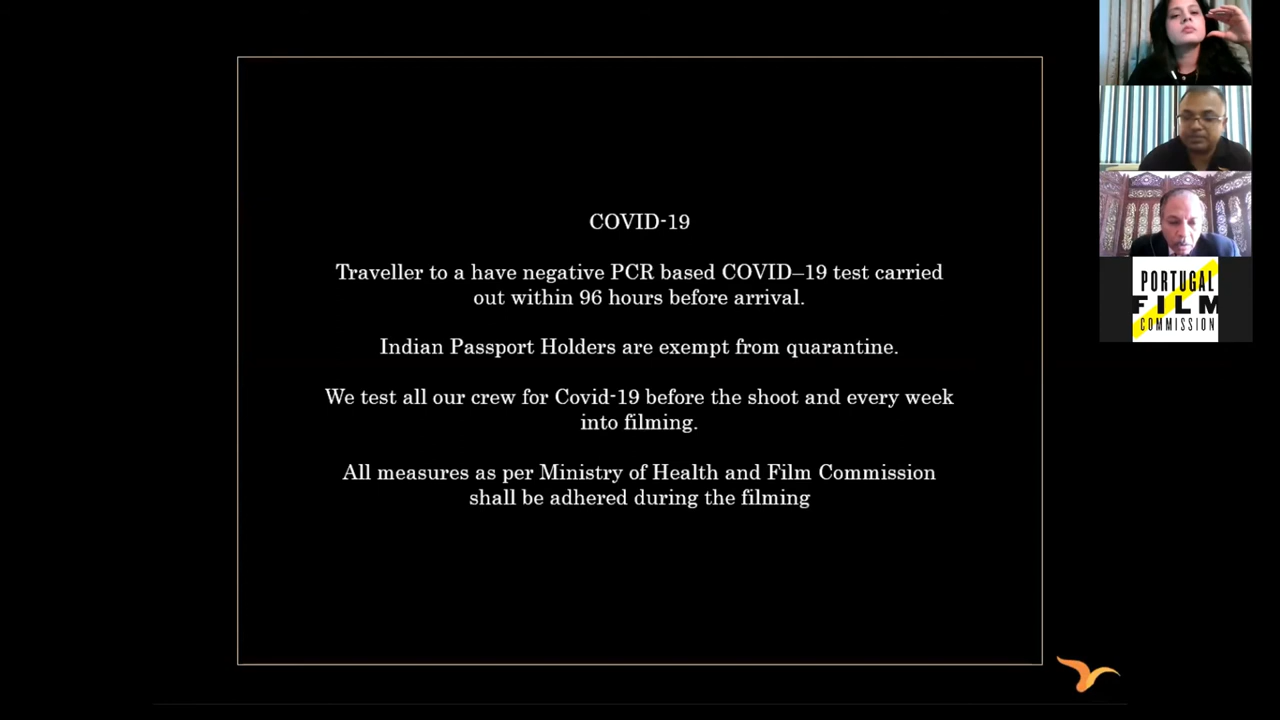 COVID-19
Traveller to a have negative PCR based COVID–19 test carried
out within 96 hours before arrival.
Indian Passport Holders are exempt from quarantine.
We test all our crew for Covid-19 before the shoot and every week
into filming.
All measures as per Ministry of Health and Film Commission
shall be adhered during the filming
PORTUGAL
FILM
COMMISSION